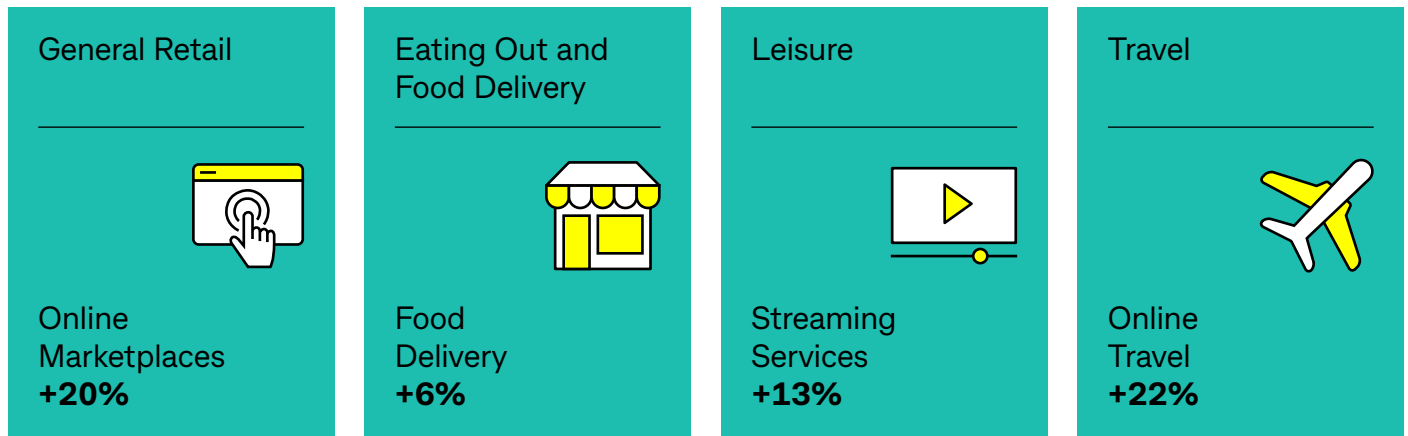 General Retail
Online
Marketplaces
+20%
Eating Out and
Food Delivery
Food
Delivery
+6%
Leisure
Streaming
Services
+13%
Travel
Online
Travel
+22%